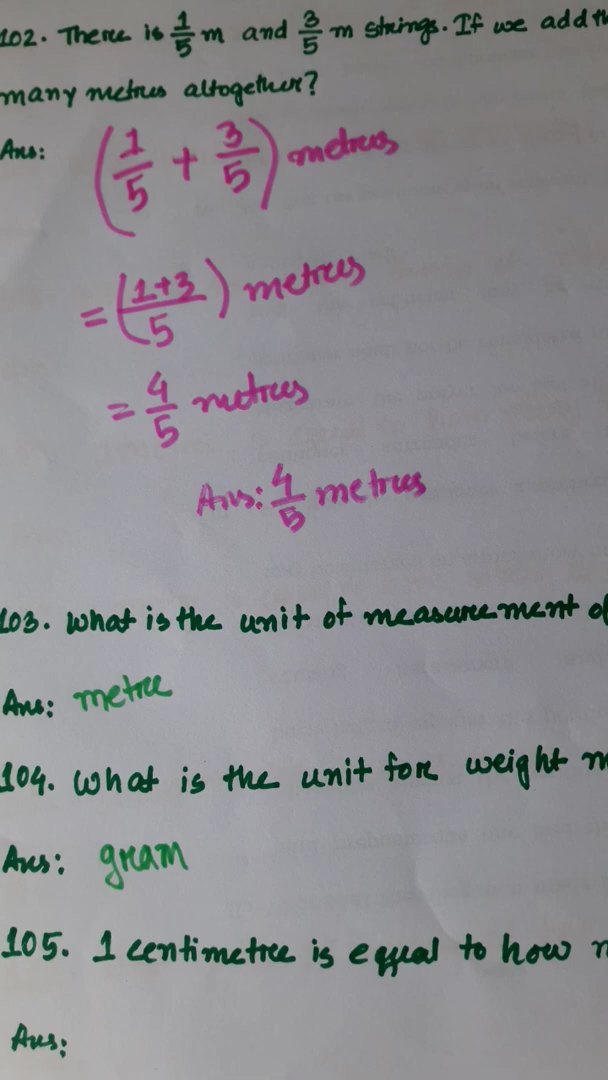 102. There is 1/5 m and 3/5 m strings. If we add
many metres altogether?
Ans: (1/5 + 3/5) metres
= (1+3/5) metres
= 4/5 metres
Ans: 4/5 metres
103. What is the unit of measurement of
Ans: metre
104. What is the unit for weight
Ans: gram
105. 1 centimetre is equal to how
Ans: